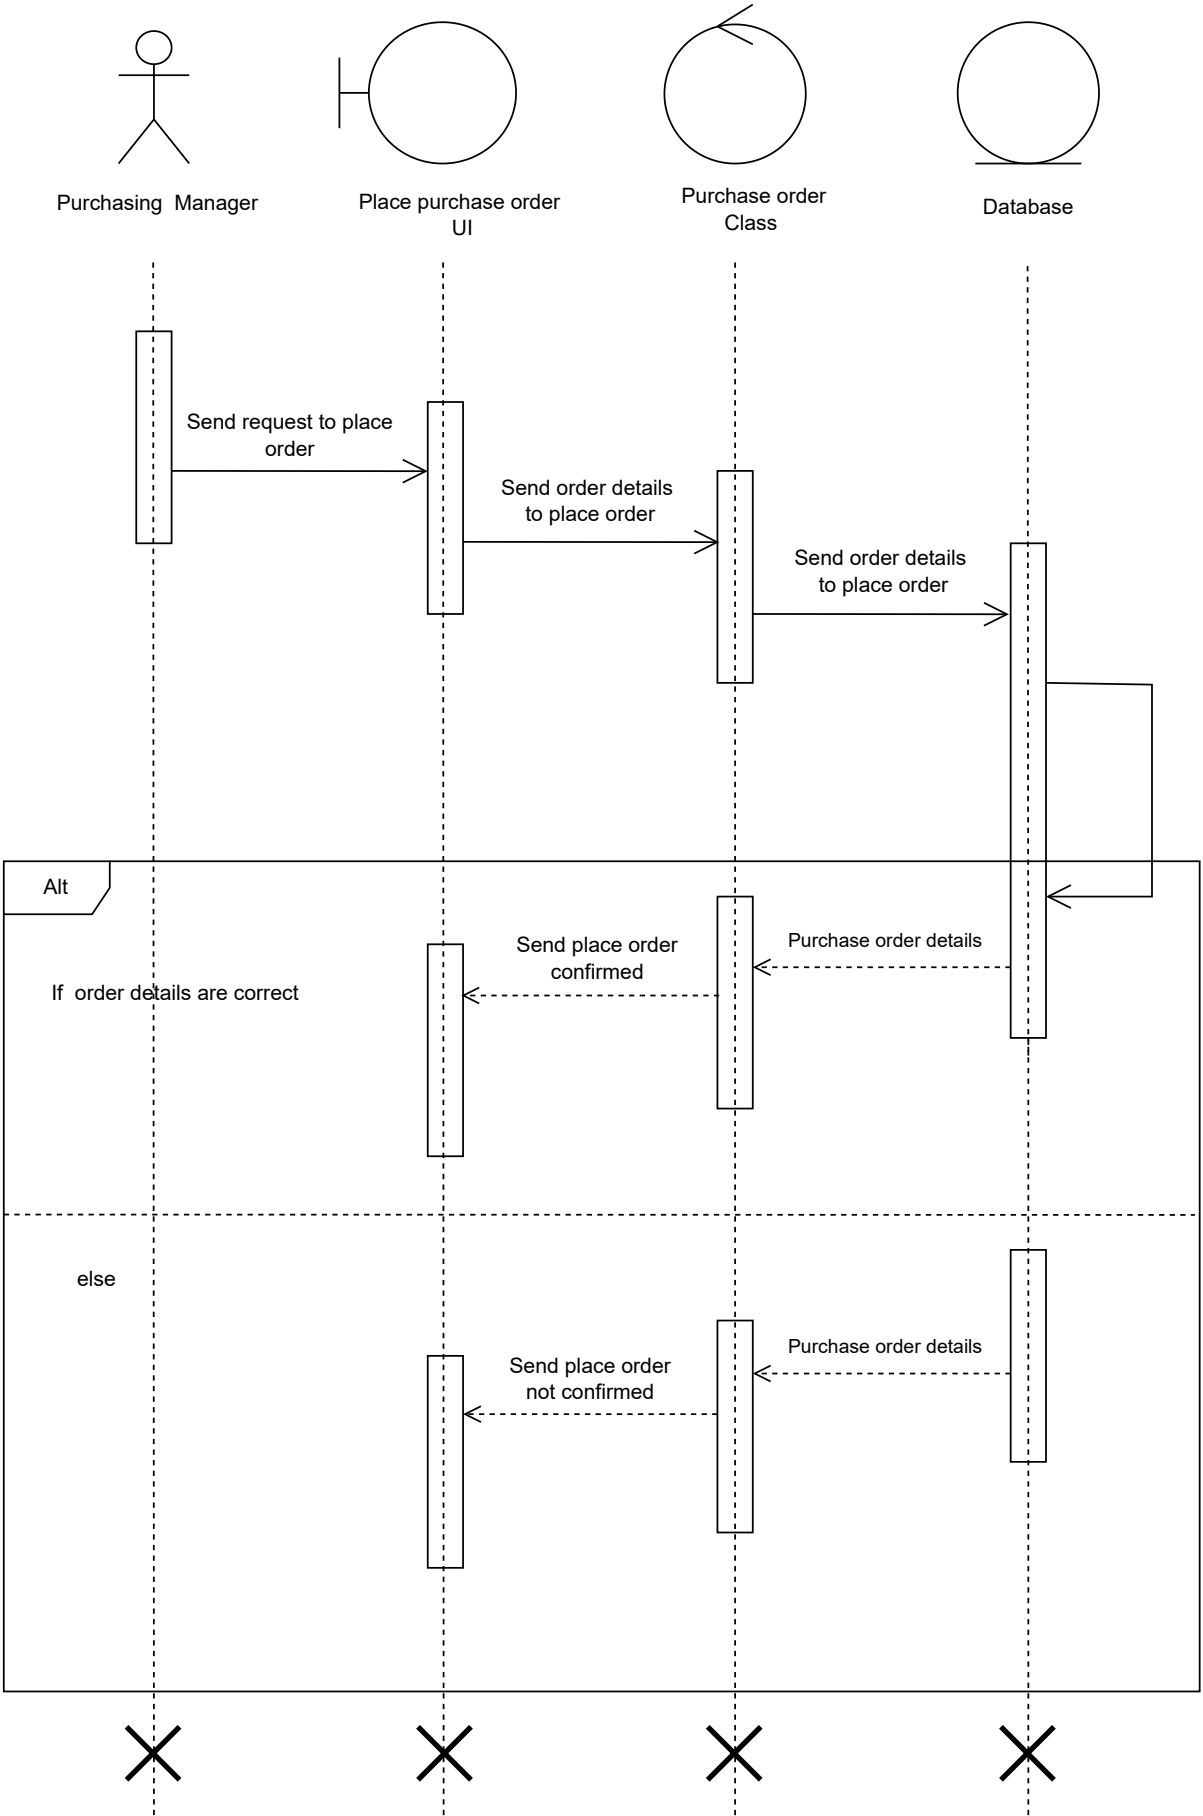 Purchasing  Manager
Place purchase order
UI
Purchase order
Class
Database
Send request to place
order
Send order details
to place order
Send order details
to place order
Alt
If  order details are correct
Send place order
confirmed
Purchase order details
else
Send place order
not confirmed
Purchase order details